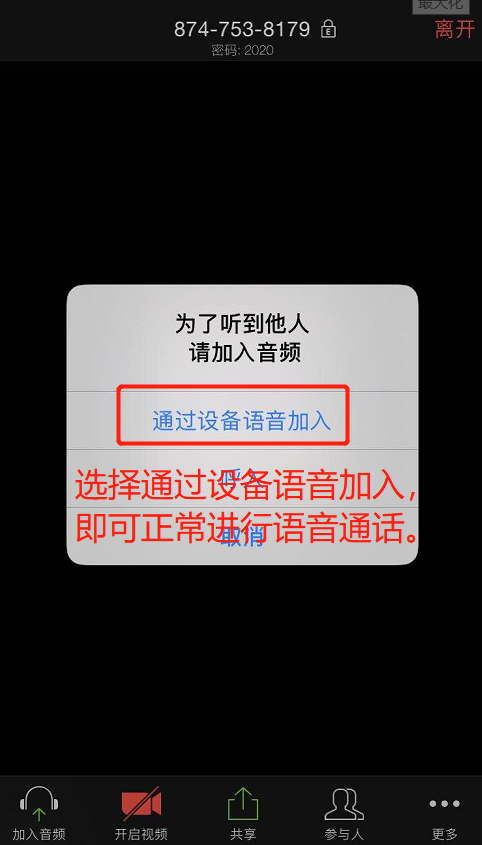 最大化
874-753-8179
离开
密码: 2020
为了听到他人
请加入音频
通过设备语音加入
呼入
选择通过设备语音加入，
即可正常进行语音通话。
取消
加入音频
开启视频
共享
参与人
更多